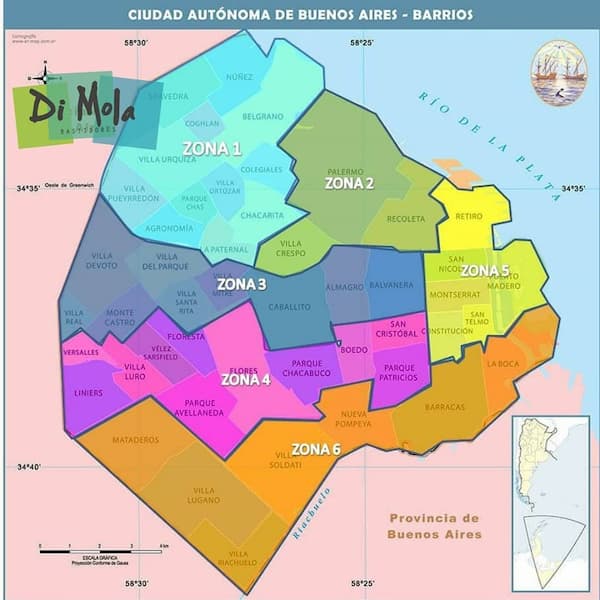 CIUDAD AUTÓNOMA DE BUENOS AIRES - BARRIOS
58°30'
58°25'
Di Mola
BASTIDORES
RÍO DE LA PLATA
NÚÑEZ
BELGRANO
COGHLAN
ZONA 1
VILLA URQUIZA
COLEGIALES
VILLA
ORTÚZAR
VILLA
PUEYRREDÓN
PARQUE
CHAS
CHACARITA
AGRONOMÍA
LA PATERNAL
PALERMO
ZONA 2
RECOLETA
VILLA
CRESPO
34°35'
Oeste de Greenwich
34°35'
RETIRO
SAN
NICOL
ZONA 5
PUERTO
MADERO
MONTSERRAT
SAN
TELMO
CONSTITUCIÓN
VILLA
DEVOTO
VILLA
DEL PARQUE
ZONA 3
VILLA
MITRE
VILLA
SANTA
RITA
CABALLITO
ALMAGRO
BALVANERA
VILLA
REAL
MONTE
CASTRO
FLORESTA
VERSALLES
VÉLEZ
SARSFIELD
VILLA
LURO
LINIERS
FLORES
ZONA 4
PARQUE
AVELLANEDA
PARQUE
CHACABUCO
BOEDO
SAN
CRISTÓBAL
PARQUE
PATRICIOS
LA BOCA
BARRACAS
NUEVA
POMPEYA
ZONA 6
VILLA
SOLDATI
MATADEROS
VILLA
LUGANO
VILLA
RIACHUELO
34°40'
Riachuelo
Provincia de
Buenos Aires
0 1 2 3 4 km
ESCALA GRÁFICA
Proyección Conforme de Gauss
58°30'
58°25'